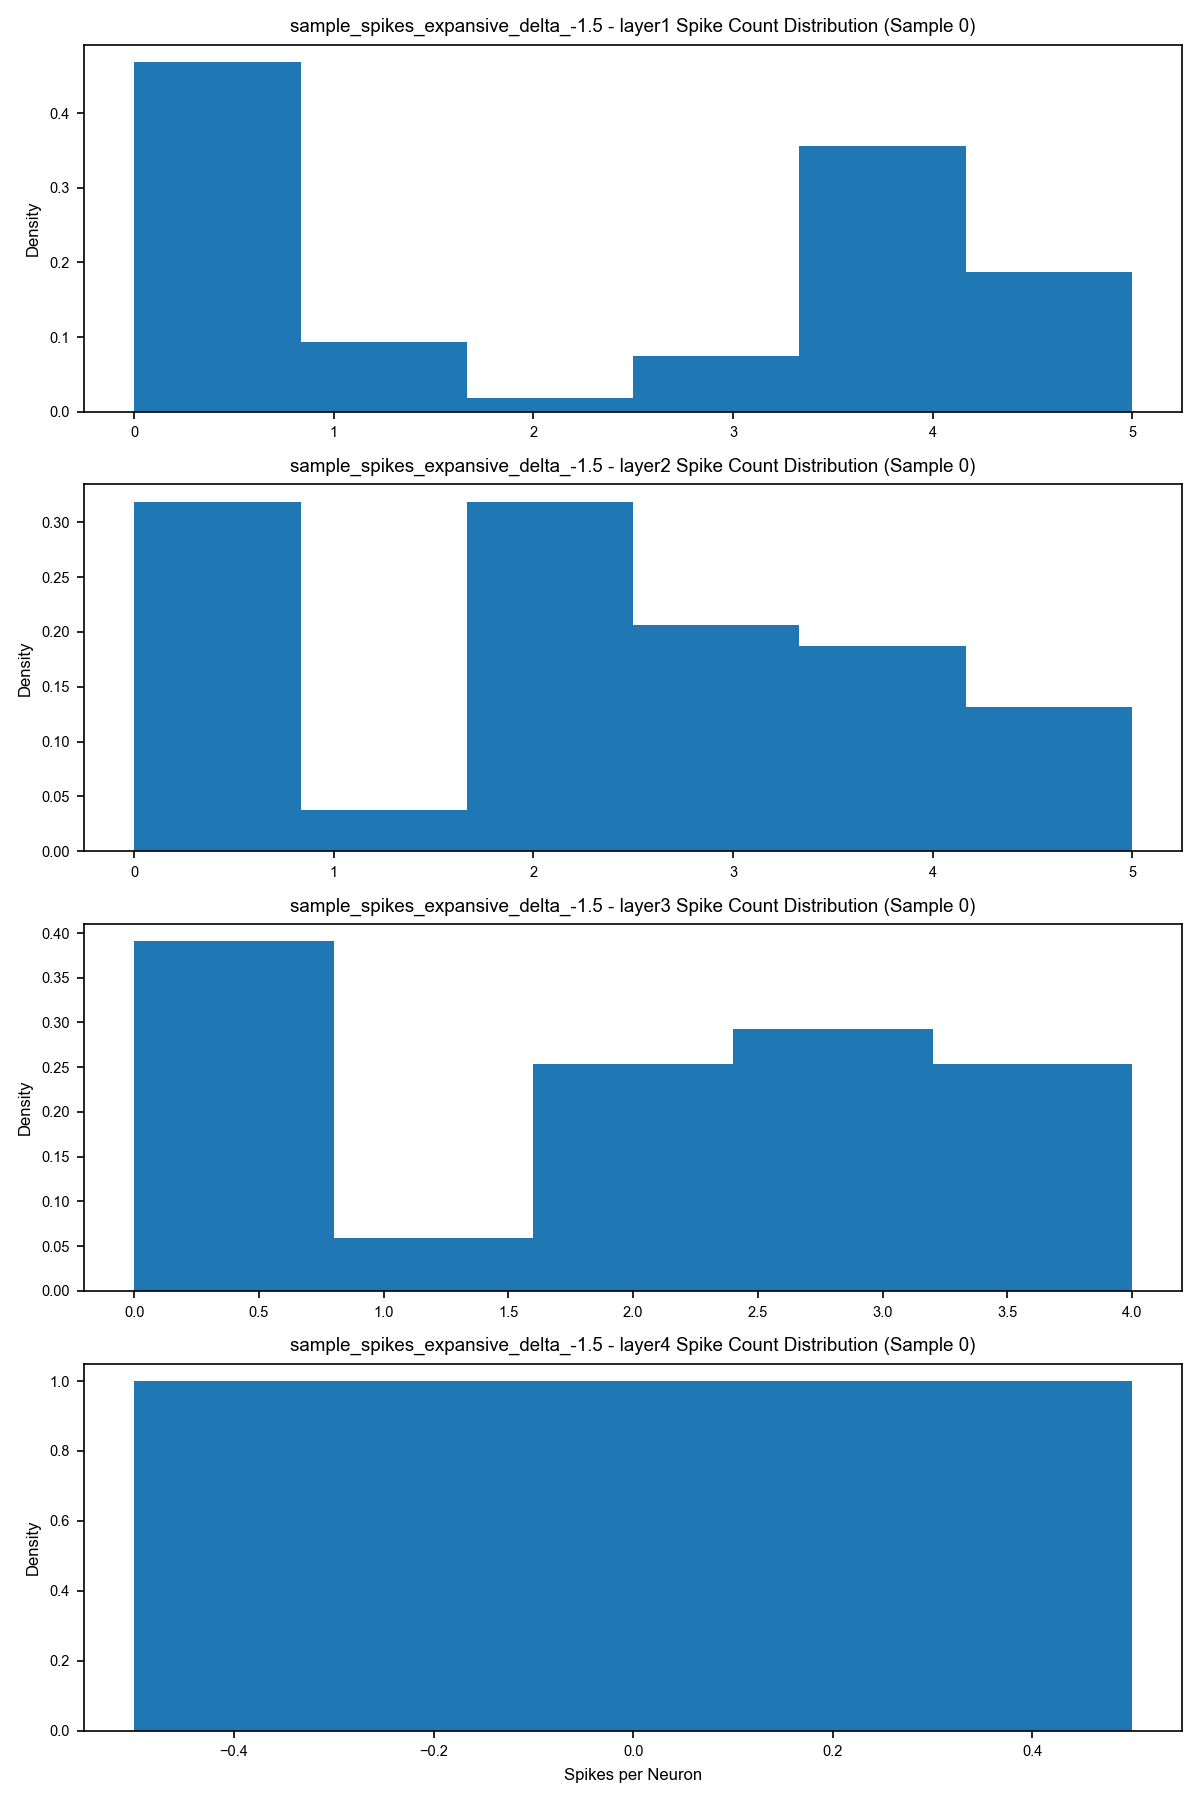 sample_spikes_expansive_delta_-1.5 - layer1 Spike Count Distribution (Sample 0)
0.4
0.3
0.2
0.1
0.0
Density
0 1 2 3 4 5
sample_spikes_expansive_delta_-1.5 - layer2 Spike Count Distribution (Sample 0)
0.30
0.25
0.20
0.15
0.10
0.05
0.00
Density
0 1 2 3 4 5
sample_spikes_expansive_delta_-1.5 - layer3 Spike Count Distribution (Sample 0)
0.40
0.35
0.30
0.25
0.20
0.15
0.10
0.05
0.00
Density
0.0 0.5 1.0 1.5 2.0 2.5 3.0 3.5 4.0
sample_spikes_expansive_delta_-1.5 - layer4 Spike Count Distribution (Sample 0)
1.0
0.8
0.6
0.4
0.2
0.0
Density
−0.4 −0.2 0.0 0.2 0.4
Spikes per Neuron